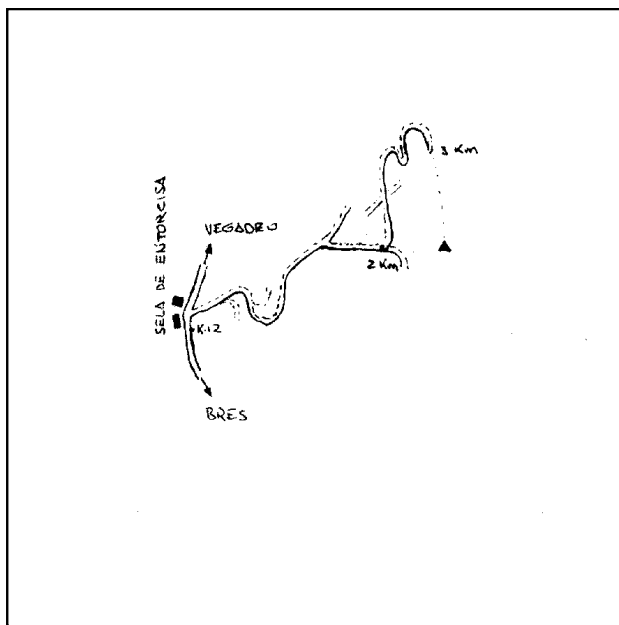 3 Km
SELA DE ENTORCISA
VEGADEO
2 Km
K.12
BRES